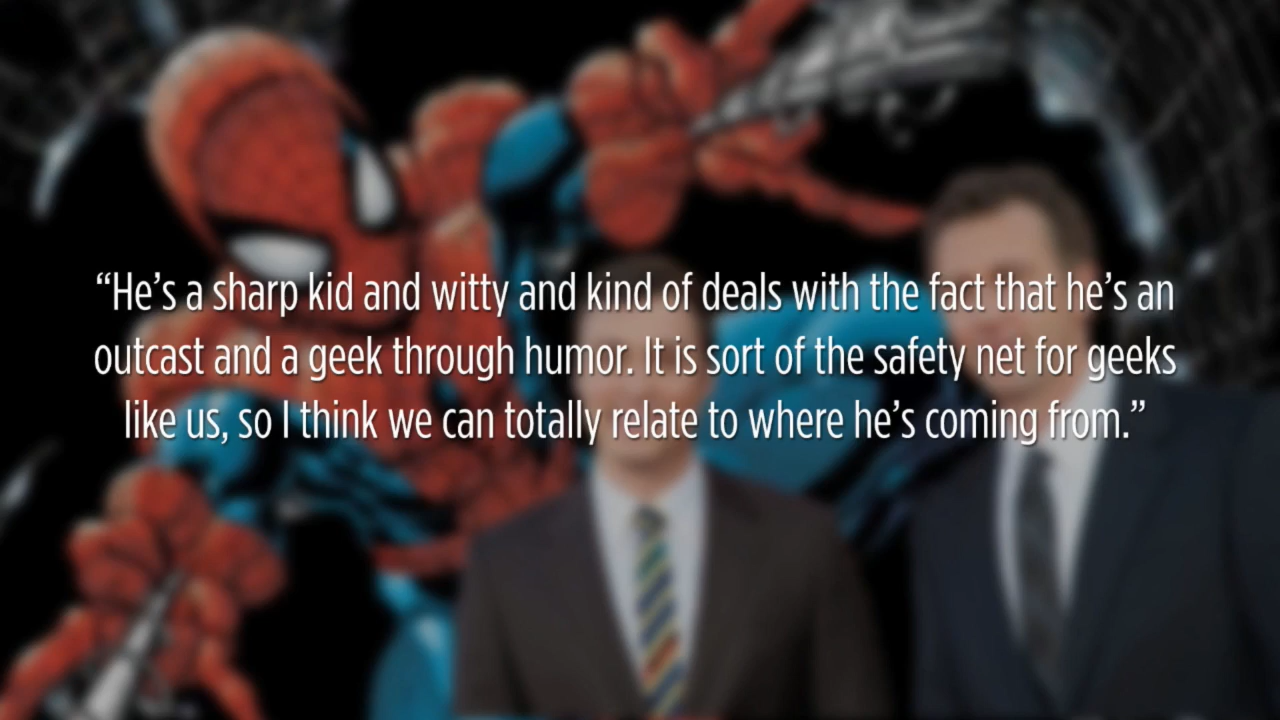 “He’s a sharp kid and witty and kind of deals with the fact that he’s an
outcast and a geek through humor. It is sort of the safety net for geeks
like us, so I think we can totally relate to where he’s coming from.”